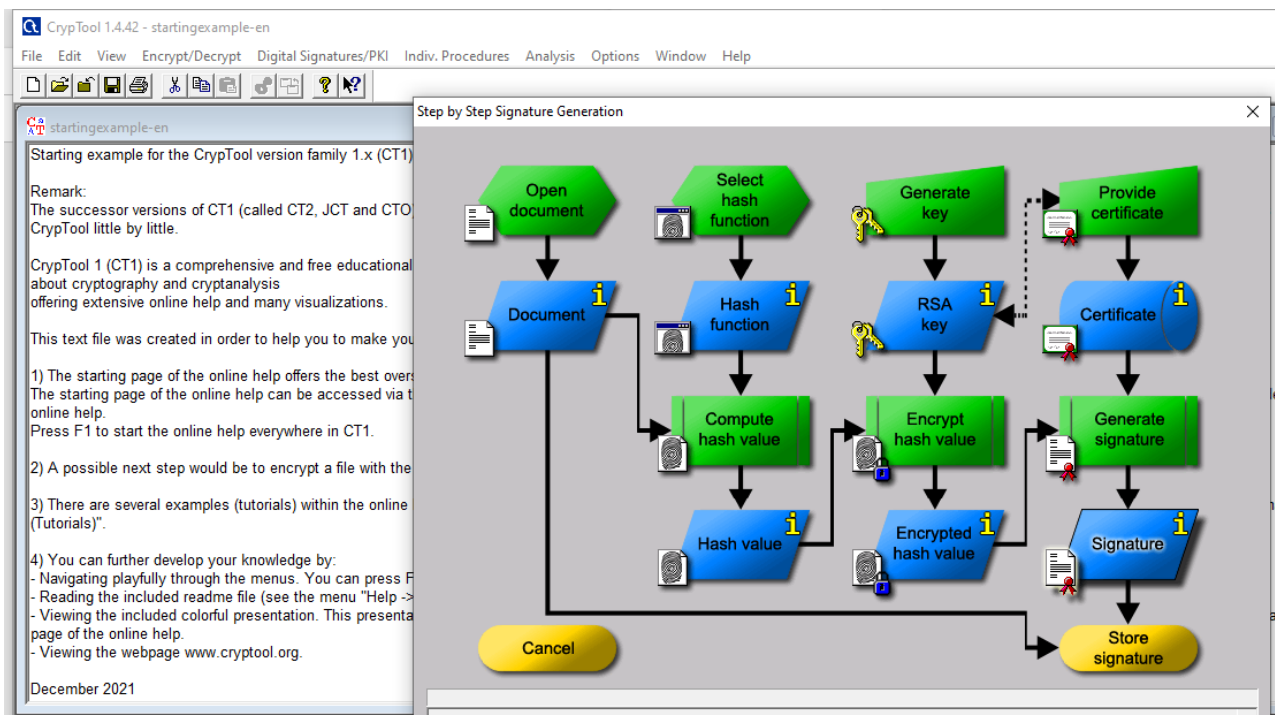 CrypTool 1.4.42 - startingexample-en
File Edit View Encrypt/Decrypt Digital Signatures/PKI Indiv. Procedures Analysis Options Window Help
startingexample-en
Starting example for the CrypTool version family 1.x (CT1)
Remark:
The successor versions of CT1 (called CT2, JCT and CTO)
CrypTool little by little.
CrypTool 1 (CT1) is a comprehensive and free educational
about cryptography and cryptanalysis
offering extensive online help and many visualizations.
This text file was created in order to help you to make you
1) The starting page of the online help offers the best over
The starting page of the online help can be accessed via t
online help.
Press F1 to start the online help everywhere in CT1.
2) A possible next step would be to encrypt a file with the
3) There are several examples (tutorials) within the online
(Tutorials)".
4) You can further develop your knowledge by:
- Navigating playfully through the menus. You can press F
- Reading the included readme file (see the menu "Help ->
- Viewing the included colorful presentation. This presenta
page of the online help.
- Viewing the webpage www.cryptool.org.
December 2021
Step by Step Signature Generation
Open
document
Select
hash
function
Generate
key
Provide
certificate
Document
Hash
function
RSA
key
Certificate
Compute
hash value
Encrypt
hash value
Generate
signature
Hash value
Encrypted
hash value
Signature
Cancel
Store
signature